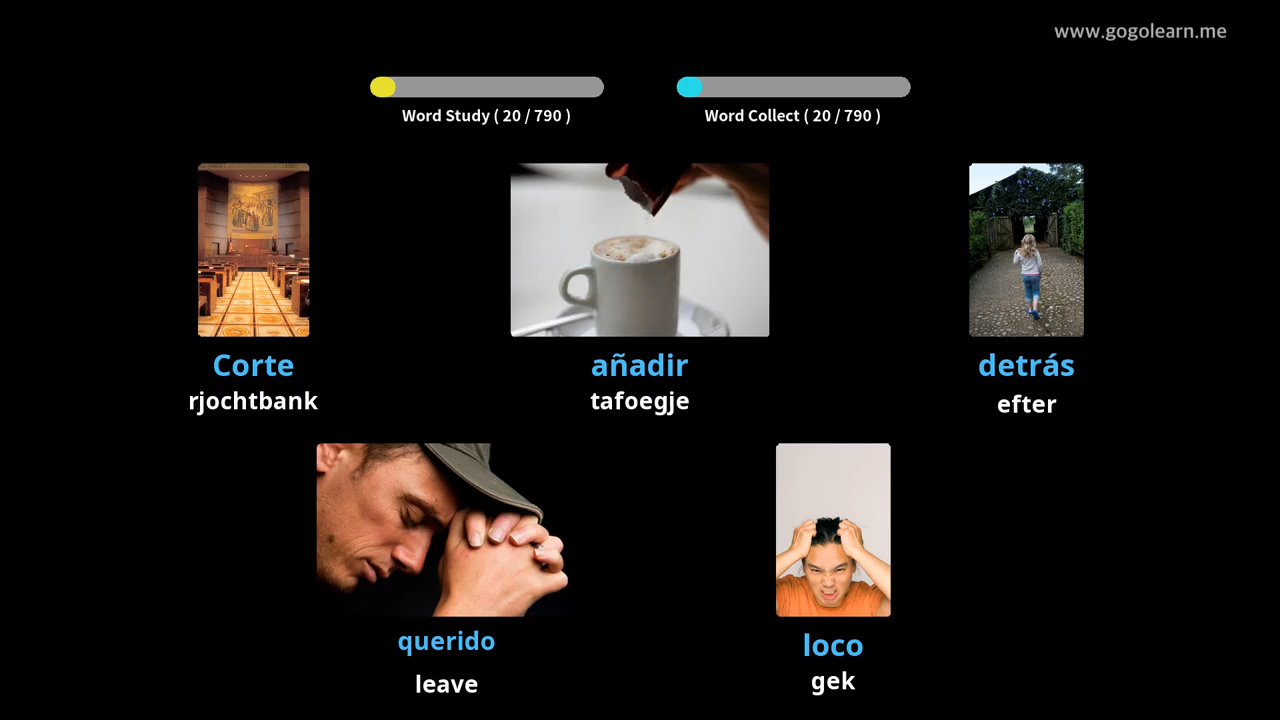 www.gogolearn.me
Word Study ( 20 / 790 )
Word Collect ( 20 / 790 )
Corte
rjochtbank
añadir
tafoegje
detrás
efter
querido
leave
loco
gek